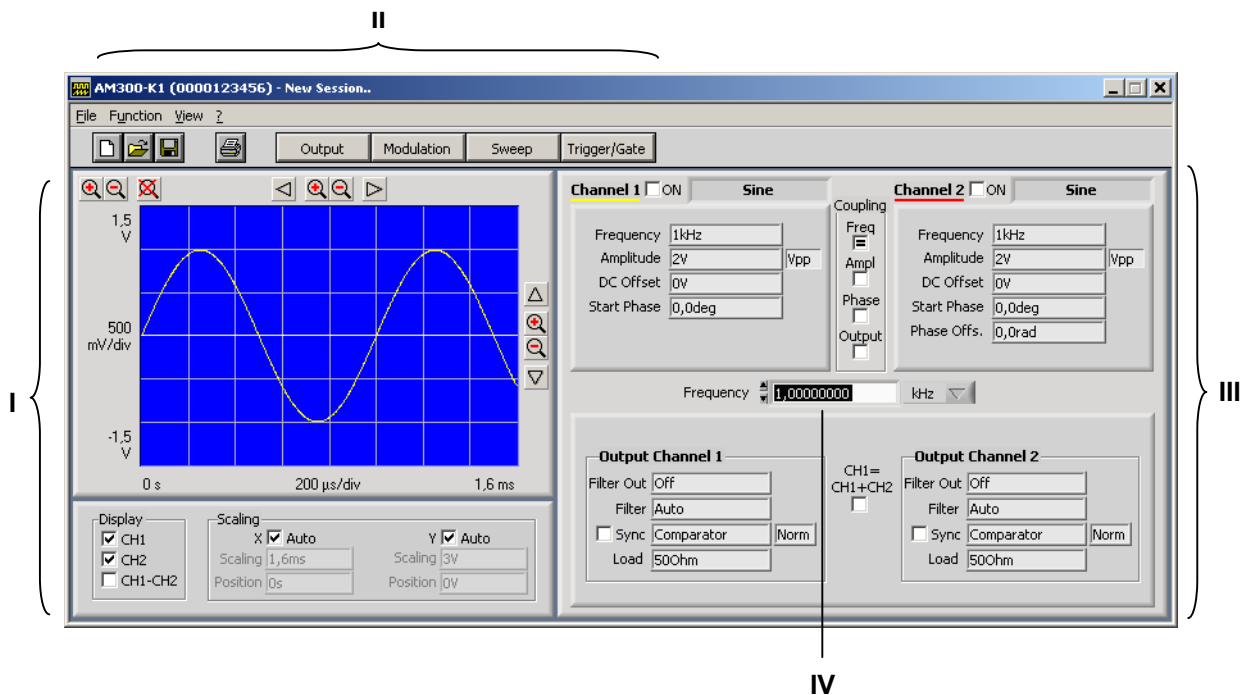 II
AM300-K1 (0000123456) - New Session..
File Function View ?
Output Modulation Sweep Trigger/Gate
I
1,5
V
500
mV/div
-1,5
V
0 s 200 µs/div 1,6 ms
Display
CH1
CH2
CH1-CH2
Scaling
X Auto Y Auto
Scaling 1,6ms Scaling 3V
Position 0s Position 0V
Channel 1 ON Sine
Frequency 1kHz
Amplitude 2V Vpp
DC Offset 0V
Start Phase 0,0deg
Coupling
Freq
=
Ampl
Phase
Output
Channel 2 ON Sine
Frequency 1kHz
Amplitude 2V Vpp
DC Offset 0V
Start Phase 0,0deg
Phase Offs. 0,0rad
Frequency 1,00000000 kHz
Output Channel 1
Filter Out Off
Filter Auto
Sync Comparator Norm
Load 50Ohm
CH1=
CH1+CH2
Output Channel 2
Filter Out Off
Filter Auto
Sync Comparator Norm
Load 50Ohm
III
IV